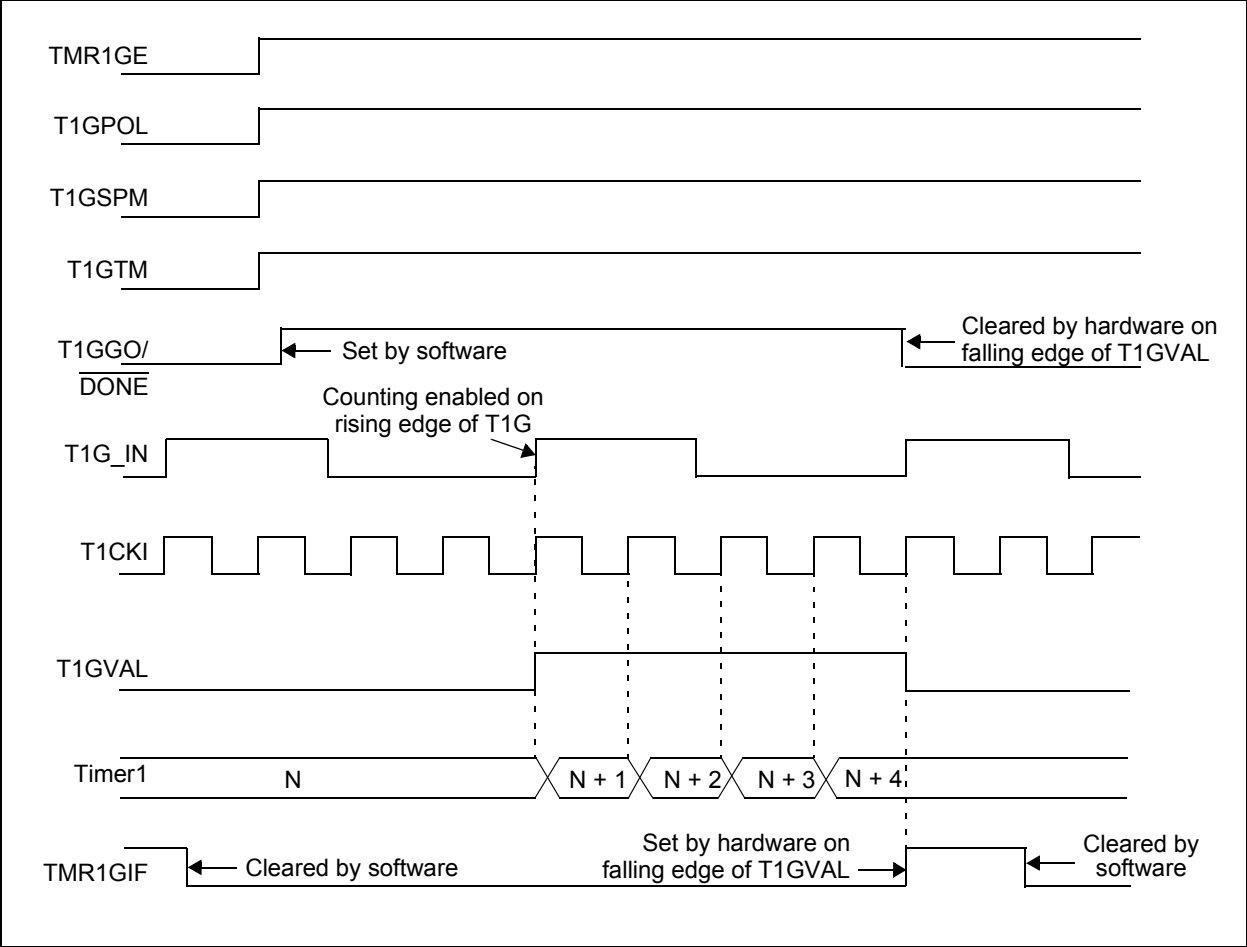 TMR1GE
T1GPOL
T1GSPM
T1GTM
T1GGO/
DONE
Set by software
Cleared by hardware on
falling edge of T1GVAL
Counting enabled on
rising edge of T1G
T1G_IN
T1CKI
T1GVAL
Timer1
N
N + 1
N + 2
N + 3
N + 4
TMR1GIF
Cleared by software
Set by hardware on
falling edge of T1GVAL
Cleared by
software